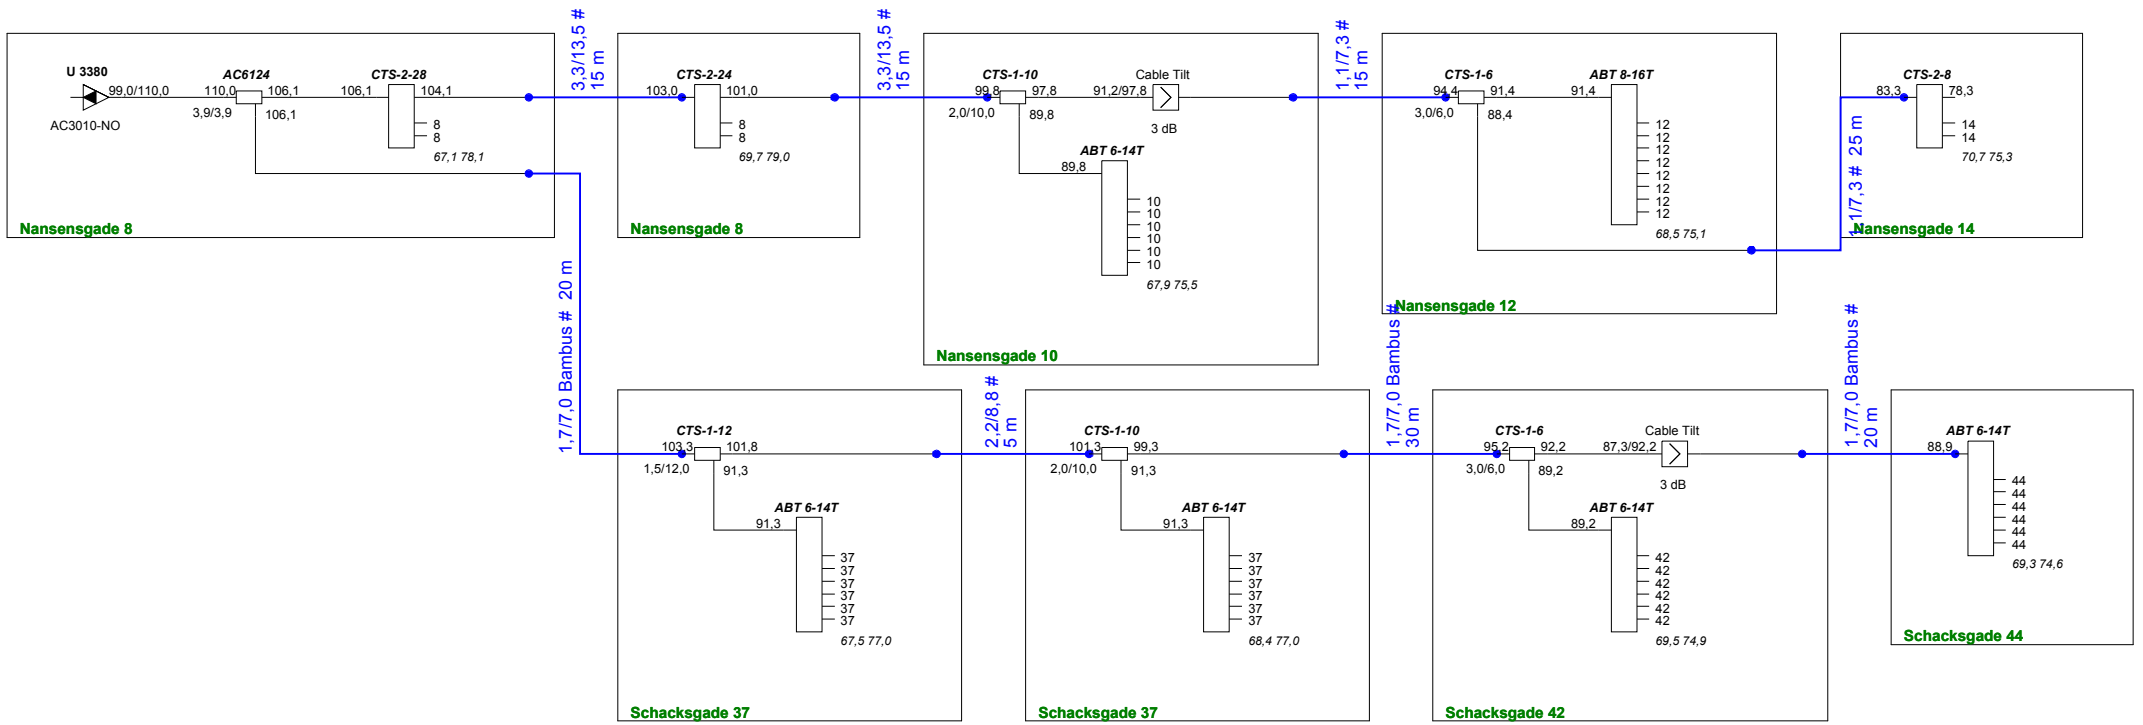 U 3380
99,0/110,0
AC3010-NO
AC6124
110,0
106,1
3,9/3,9
106,1
CTS-2-28
106,1
104,1
8
8
67,1 78,1
Nansensgade 8
3,3/13,5 #
15 m
CTS-2-24
103,0
101,0
8
8
69,7 79,0
Nansensgade 8
3,3/13,5 #
15 m
CTS-1-10
99,8
97,8
2,0/10,0
89,8
Cable Tilt
91,2/97,8
3 dB
ABT 6-14T
89,8
10
10
10
10
10
10
67,9 75,5
Nansensgade 10
1,1/7,3 #
15 m
CTS-1-6
94,4
91,4
3,0/6,0
88,4
ABT 8-16T
91,4
12
12
12
12
12
12
12
12
68,5 75,1
Nansensgade 12
1,1/7,3 # 25 m
CTS-2-8
83,3
78,3
14
14
70,7 75,3
Nansensgade 14
1,7/7,0 Bambus # 20 m
CTS-1-12
103,3
101,8
1,5/12,0
91,3
ABT 6-14T
91,3
37
37
37
37
37
37
67,5 77,0
Schacksgade 37
2,2/8,8 #
5 m
CTS-1-10
101,3
99,3
2,0/10,0
91,3
ABT 6-14T
91,3
37
37
37
37
37
37
68,4 77,0
Schacksgade 37
1,7/7,0 Bambus #
30 m
CTS-1-6
95,2
92,2
3,0/6,0
89,2
Cable Tilt
87,3/92,2
3 dB
ABT 6-14T
89,2
42
42
42
42
42
42
69,5 74,9
Schacksgade 42
1,7/7,0 Bambus #
20 m
ABT 6-14T
88,9
44
44
44
44
44
44
69,3 74,6
Schacksgade 44